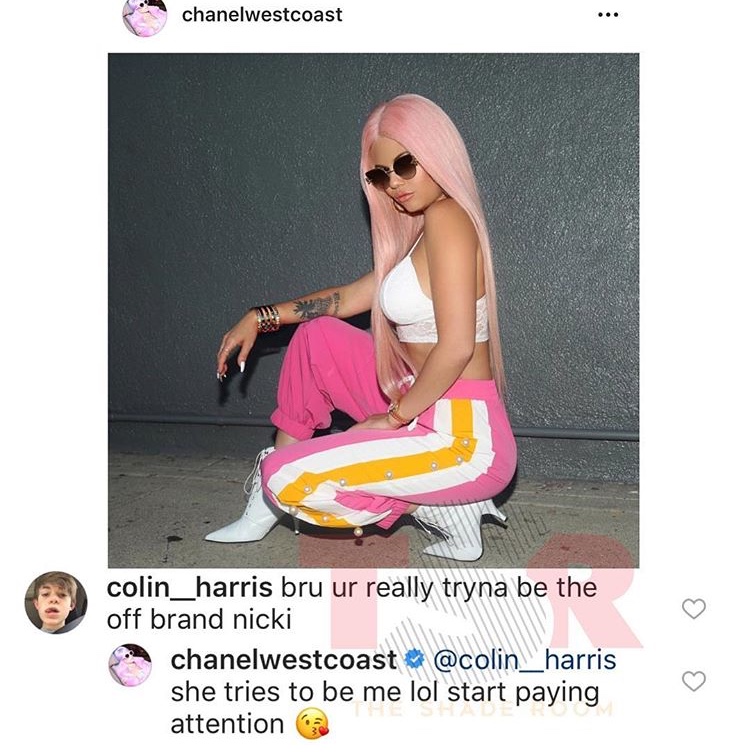 chanelwestcoast
colin__harris bru ur really tryna be the
off brand nicki
chanelwestcoast @colin__harris
she tries to be me lol start paying
attention 😘
TSR
THE SHADE ROOM